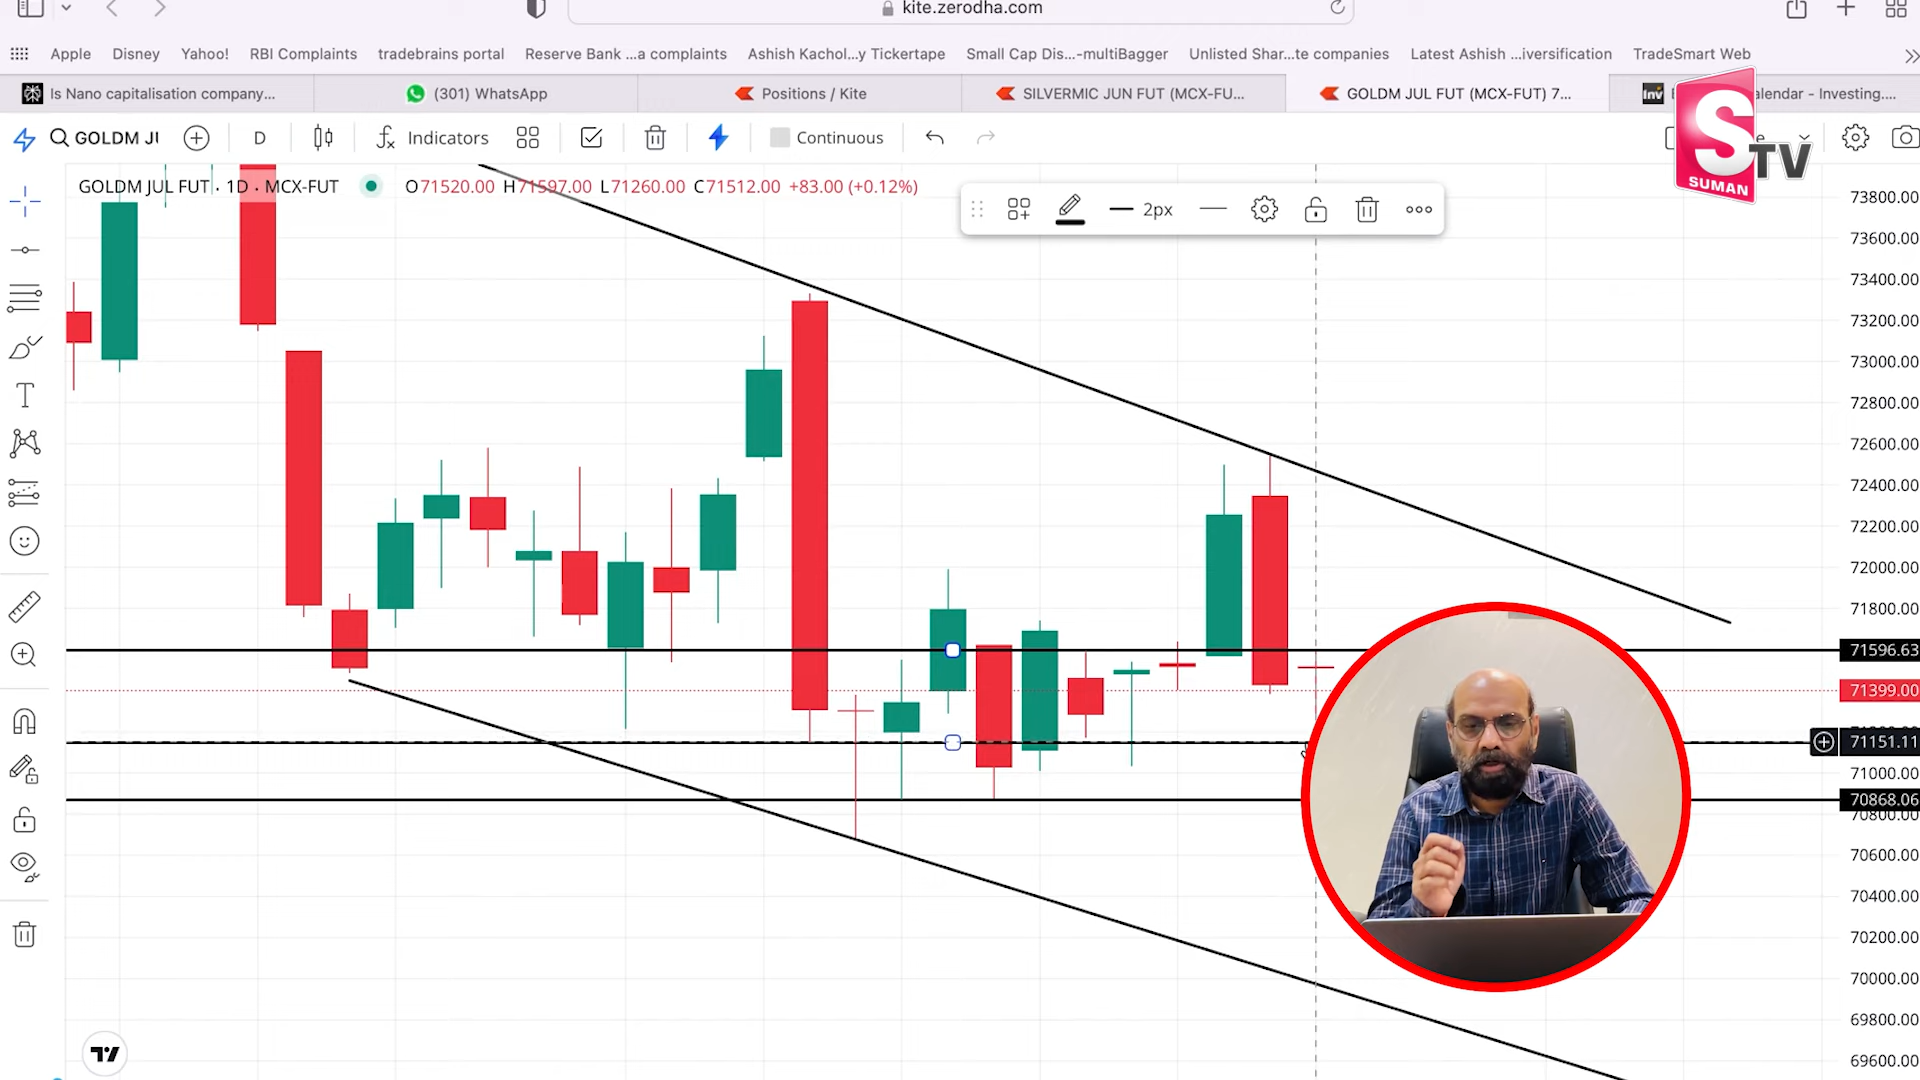 kite.zerodha.com
Apple Disney Yahoo! RBI Complaints tradebrains portal Reserve Bank ...a complaints Ashish Kachol...y Tickertape Small Cap Dis...-multiBagger Unlisted Shar...te companies Latest Ashish ...iversification TradeSmart Web
Is Nano capitalisation company... (301) WhatsApp Positions / Kite SILVERMIC JUN FUT (MCX-FU... GOLDM JUL FUT (MCX-FUT) 7... Inv alendar - Investing....
S TV
SUMAN
GOLDM JU D Indicators Continuous
GOLDM JUL FUT · 1D · MCX-FUT O71520.00 H71597.00 L71260.00 C71512.00 +83.00 (+0.12%)
2px
73800.00
73600.00
73400.00
73200.00
73000.00
72800.00
72600.00
72400.00
72200.00
72000.00
71800.00
71596.63
71399.00
71151.11
71000.00
70868.06
70800.00
70600.00
70400.00
70200.00
70000.00
69800.00
69600.00